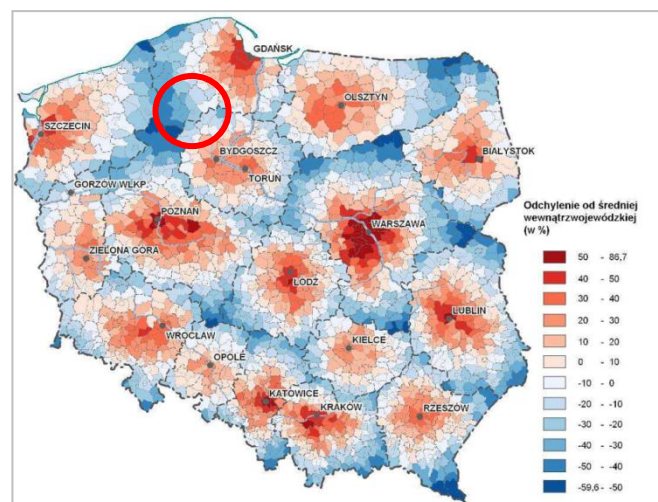 GDAŃSK
OLSZTYN
SZCZECIN
BIAŁYSTOK
BYDGOSZCZ
TORUŃ
GORZÓW WLKP.
POZNAŃ
WARSZAWA
ZIELONA GÓRA
ŁÓDŹ
LUBLIN
WROCŁAW
KIELCE
OPOLE
KATOWICE
KRAKÓW
RZESZÓW
Odchylenie od średniej
wewnątrzwojewódzkiej
(w %)
50 - 86,7
40 - 50
30 - 40
20 - 30
10 - 20
0 - 10
-10 - 0
-20 - -10
-30 - -20
-40 - -30
-50 - -40
-59,6 - -50